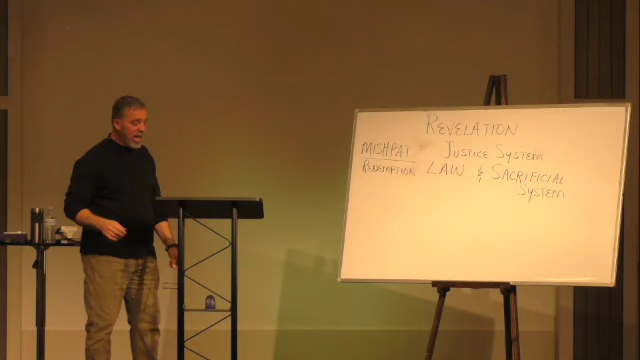 REVELATION
MISHPAT JUSTICE SYSTEM
REDEMPTION LAW & SACRIFICIAL
SYSTEM